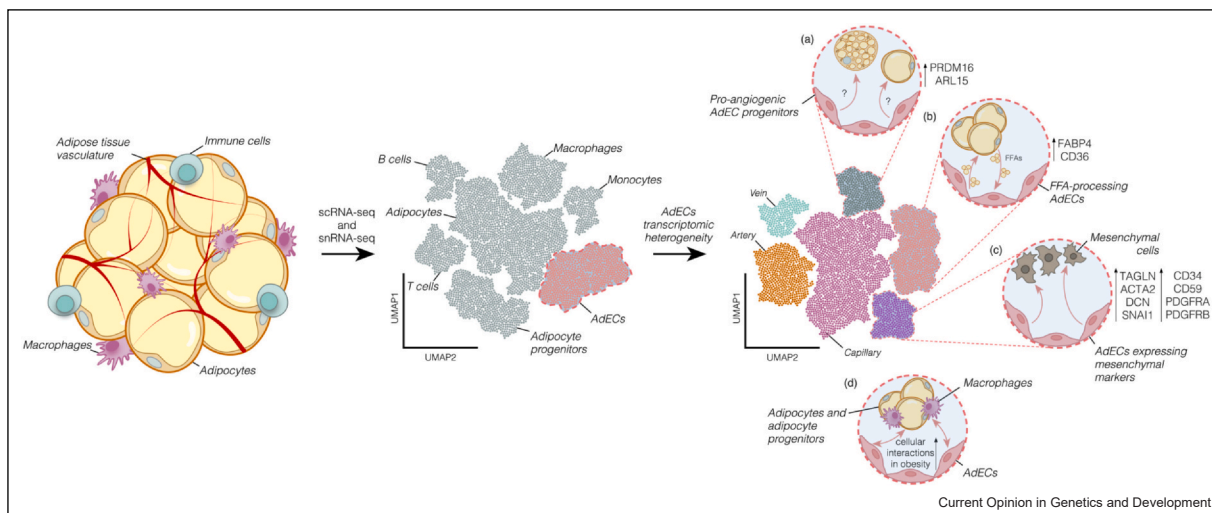 Adipose tissue
vasculature
Immune cells
Macrophages
Adipocytes
scRNA-seq
and
snRNA-seq
B cells
Macrophages
Monocytes
Adipocytes
T cells
AdECs
Adipocyte
progenitors
UMAP1
UMAP2
AdECs
transcriptomic
heterogeneity
Vein
Artery
Capillary
UMAP1
UMAP2
(a)
PRDM16
ARL15
?
?
Pro-angiogenic
AdEC progenitors
(b)
FABP4
CD36
FFAs
FFA-processing
AdECs
(c)
Mesenchymal
cells
TAGLN
ACTA2
DCN
SNAI1
CD34
CD59
PDGFRA
PDGFRB
AdECs expressing
mesenchymal
markers
(d)
Macrophages
Adipocytes and
adipocyte
progenitors
cellular
interactions
in obesity
AdECs
Current Opinion in Genetics and Development